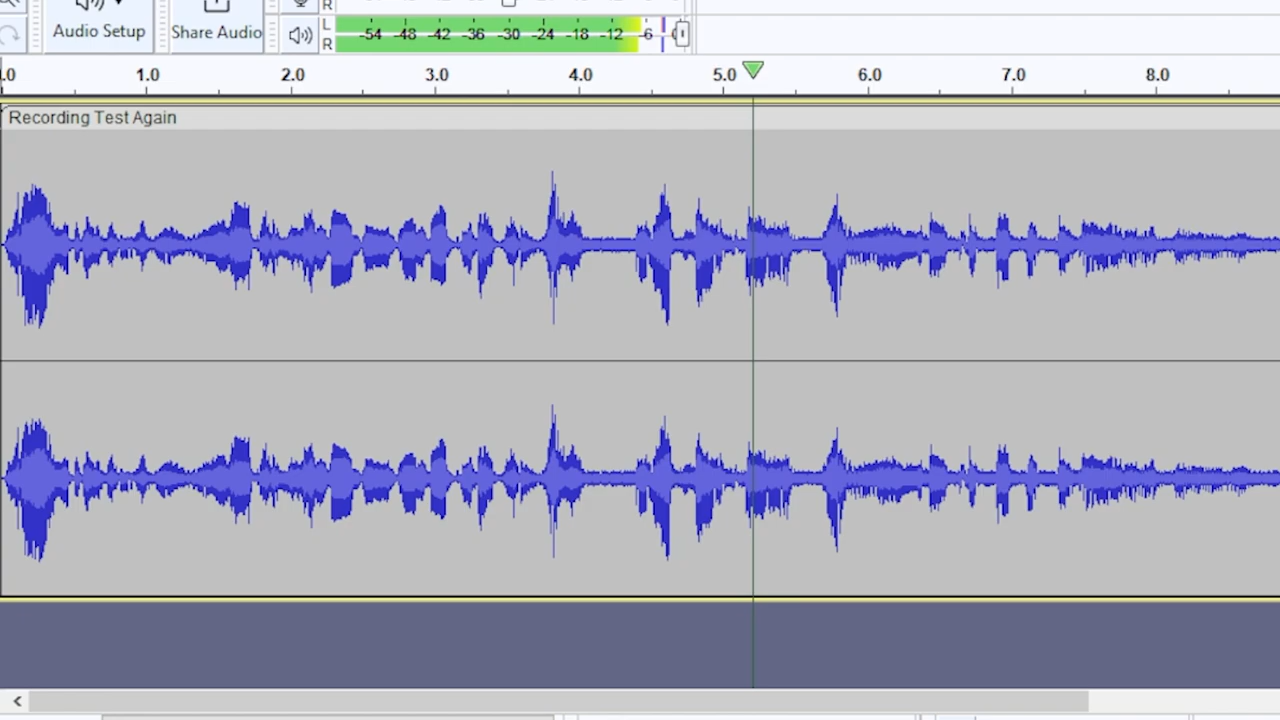 R
Audio Setup
Share Audio
L
R
-54 -48 -42 -36 -30 -24 -18 -12 -6
.0 1.0 2.0 3.0 4.0 5.0 6.0 7.0 8.0
Recording Test Again